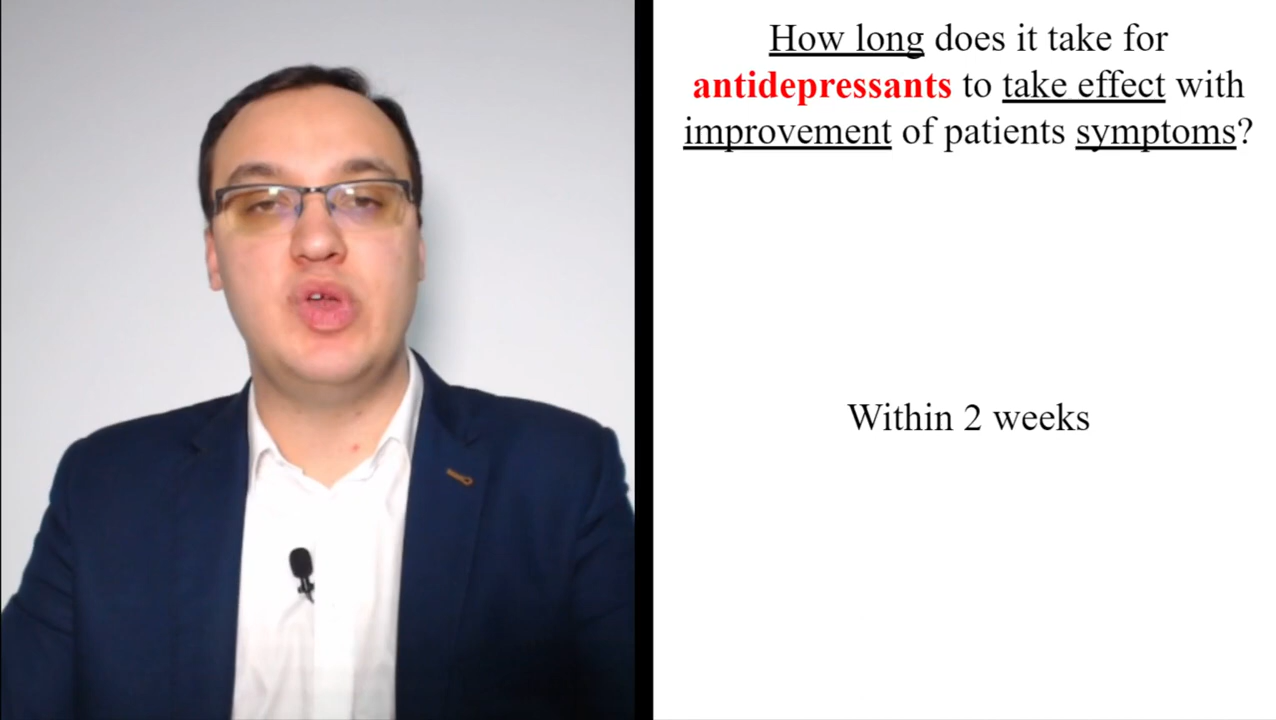 How long does it take for
antidepressants to take effect with
improvement of patients symptoms?
Within 2 weeks